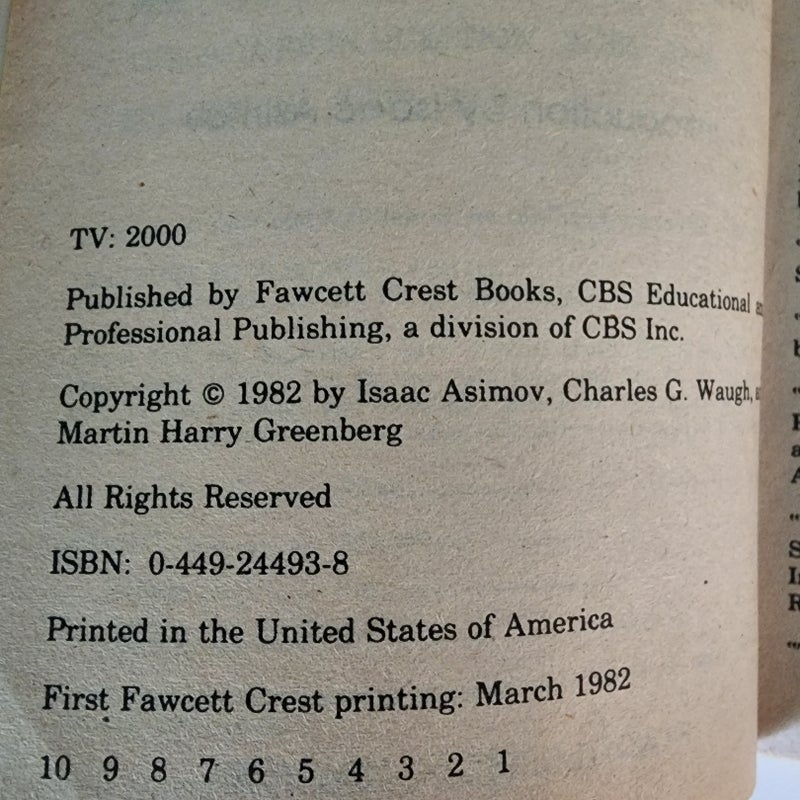 TV: 2000
Published by Fawcett Crest Books, CBS Educational
Professional Publishing, a division of CBS Inc.
Copyright © 1982 by Isaac Asimov, Charles G. Waugh,
Martin Harry Greenberg
All Rights Reserved
ISBN: 0-449-24493-8
Printed in the United States of America
First Fawcett Crest printing: March 1982
10 9 8 7 6 5 4 3 2 1